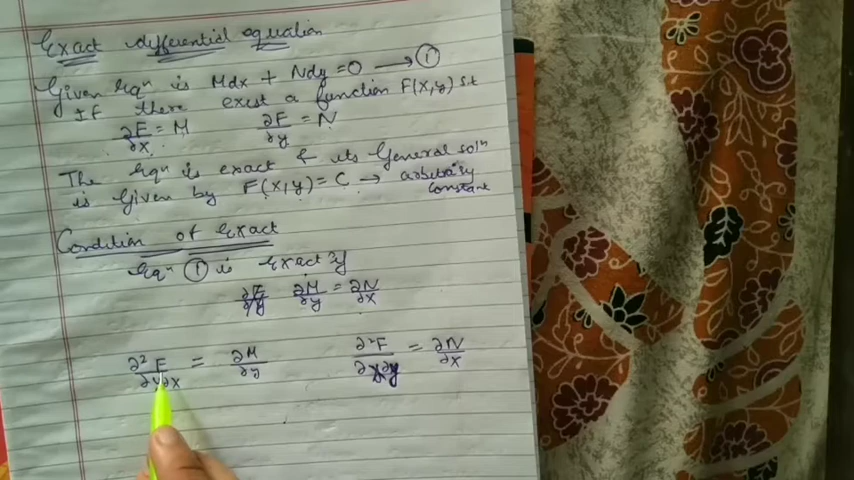 Exact differential equation
Given eqⁿ is Mdx + Ndy = 0 → ①
If there exist a function F(x,y) st
∂F/∂x = M ∂F/∂y = N
The eqⁿ is exact & its General solⁿ
is Given by F(x,y) = C → arbitrary constant
Condition of Exact
eqⁿ ① is exact if
∂M/∂y = ∂N/∂x
∂²F/∂y∂x = ∂M/∂y ∂²F/∂x∂y = ∂N/∂x